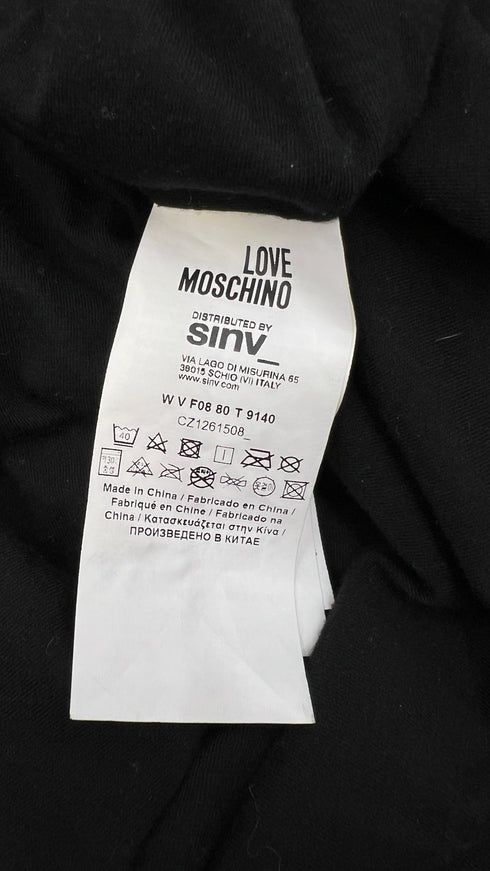 LOVE
MOSCHINO
DISTRIBUTED BY
sinv_
VIA LAGO DI MISURINA 65
38015 SCHIO (VI) ITALY
www.sinv.com
W V F08 80 T 9140
CZ1261508_
40
Made in China / Fabricado en China /
Fabriqué en Chine / Fabricado na
China / Κατασκευάζεται στην Κίνα /
ПРОИЗВЕДЕНО В КИТАЕ